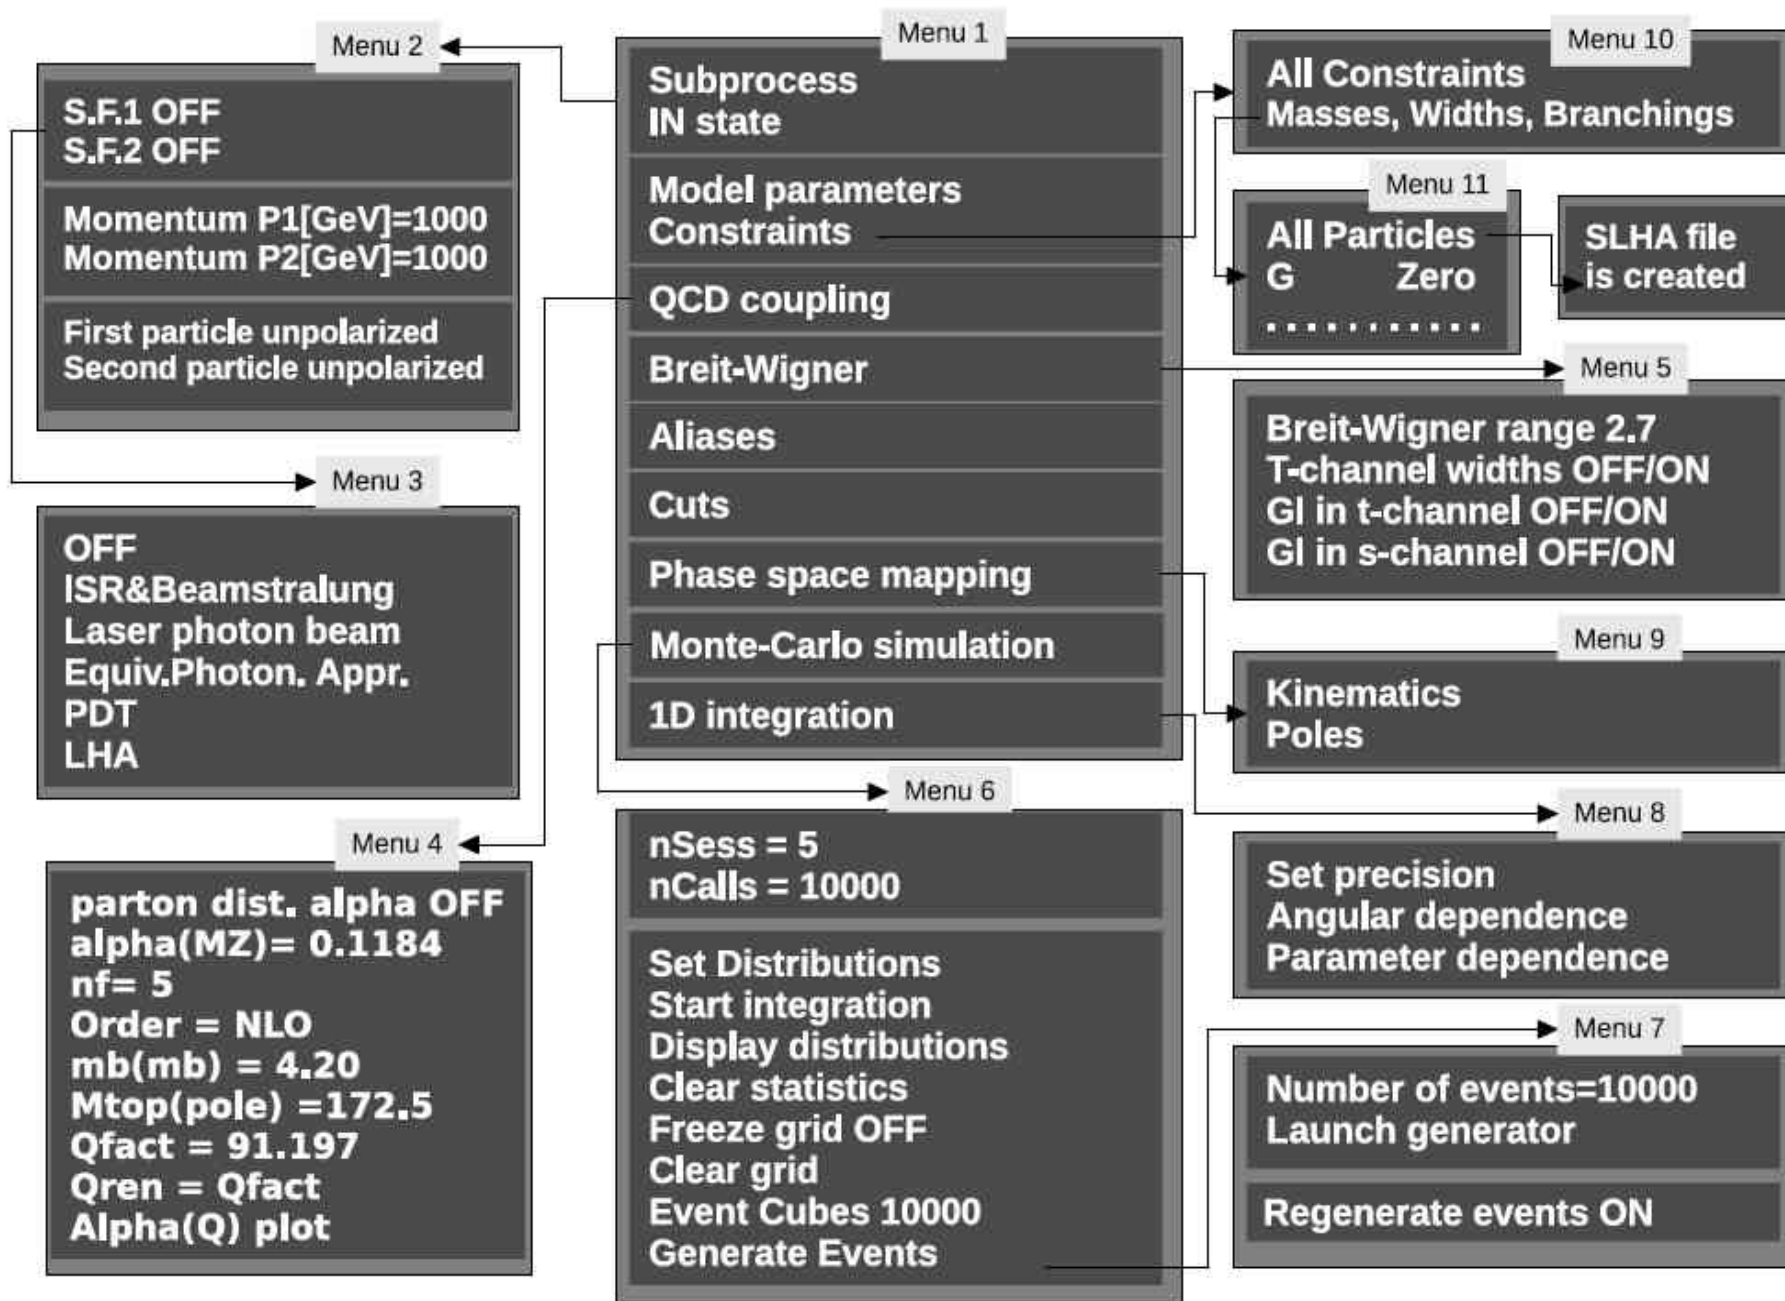 Menu 1
Subprocess
IN state
Model parameters
Constraints
QCD coupling
Breit-Wigner
Aliases
Cuts
Phase space mapping
Monte-Carlo simulation
1D integration
Menu 2
S.F.1 OFF
S.F.2 OFF
Momentum P1[GeV]=1000
Momentum P2[GeV]=1000
First particle unpolarized
Second particle unpolarized
Menu 3
OFF
ISR&Beamstralung
Laser photon beam
Equiv.Photon. Appr.
PDT
LHA
Menu 4
parton dist. alpha OFF
alpha(MZ)= 0.1184
nf= 5
Order = NLO
mb(mb) = 4.20
Mtop(pole) =172.5
Qfact = 91.197
Qren = Qfact
Alpha(Q) plot
Menu 6
nSess = 5
nCalls = 10000
Set Distributions
Start integration
Display distributions
Clear statistics
Freeze grid OFF
Clear grid
Event Cubes 10000
Generate Events
Menu 10
All Constraints
Masses, Widths, Branchings
Menu 11
All Particles
G Zero
...........
SLHA file
is created
Menu 5
Breit-Wigner range 2.7
T-channel widths OFF/ON
GI in t-channel OFF/ON
GI in s-channel OFF/ON
Menu 9
Kinematics
Poles
Menu 8
Set precision
Angular dependence
Parameter dependence
Menu 7
Number of events=10000
Launch generator
Regenerate events ON